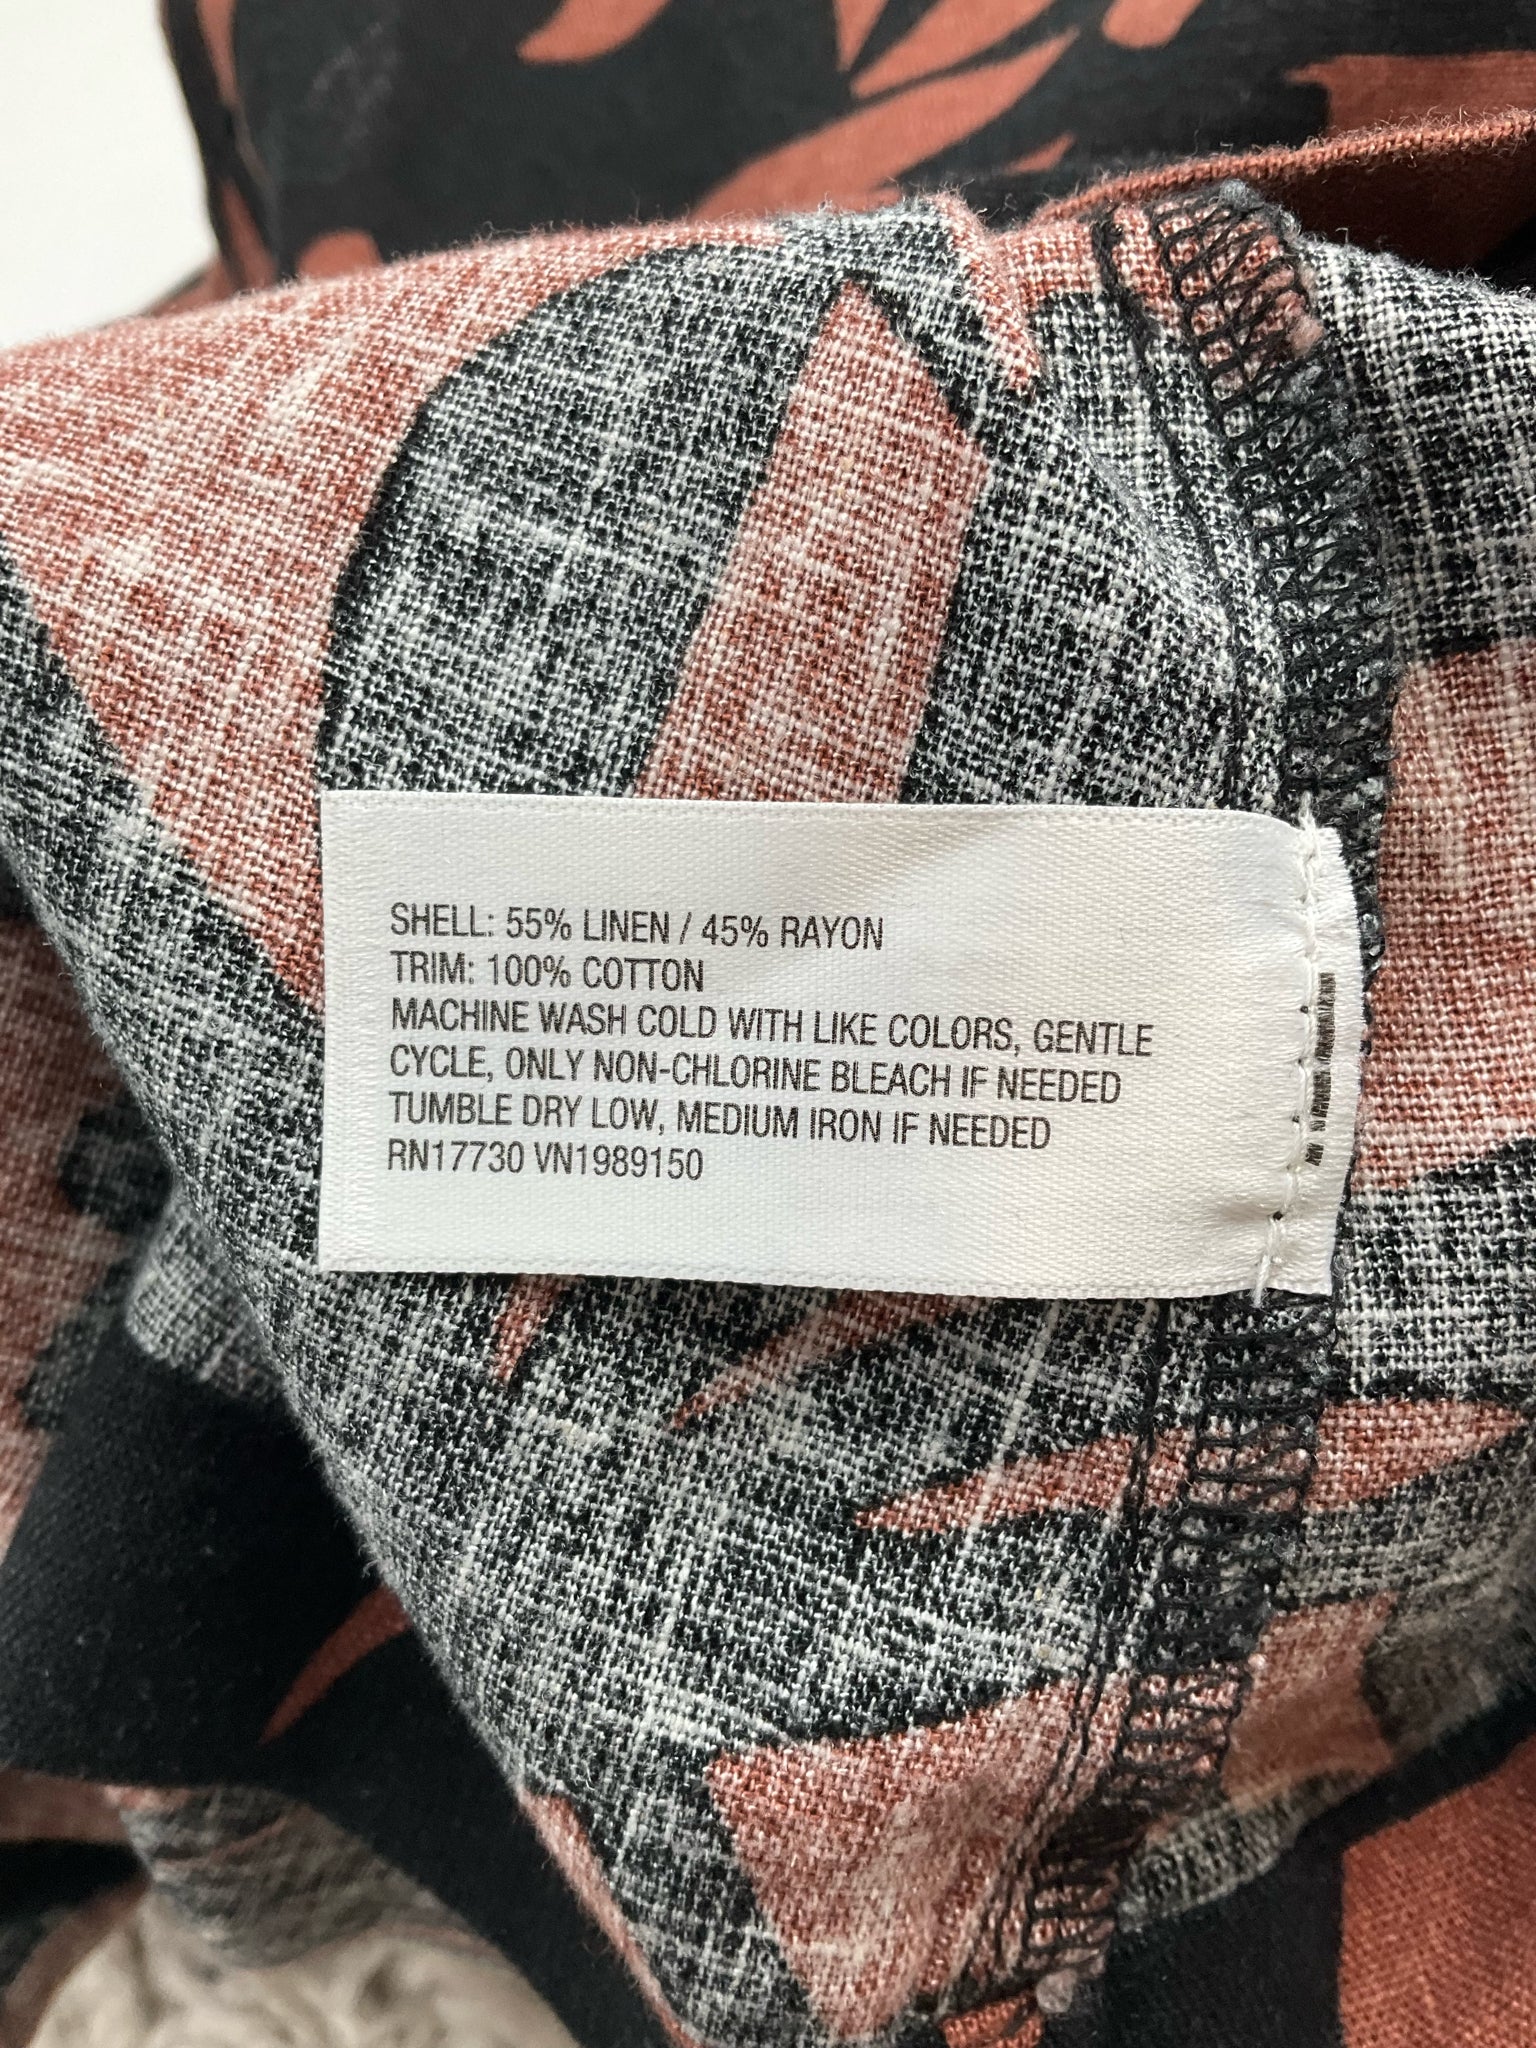 SHELL: 55% LINEN / 45% RAYON
TRIM: 100% COTTON
MACHINE WASH COLD WITH LIKE COLORS, GENTLE
CYCLE, ONLY NON-CHLORINE BLEACH IF NEEDED
TUMBLE DRY LOW, MEDIUM IRON IF NEEDED
RN17730 VN1989150